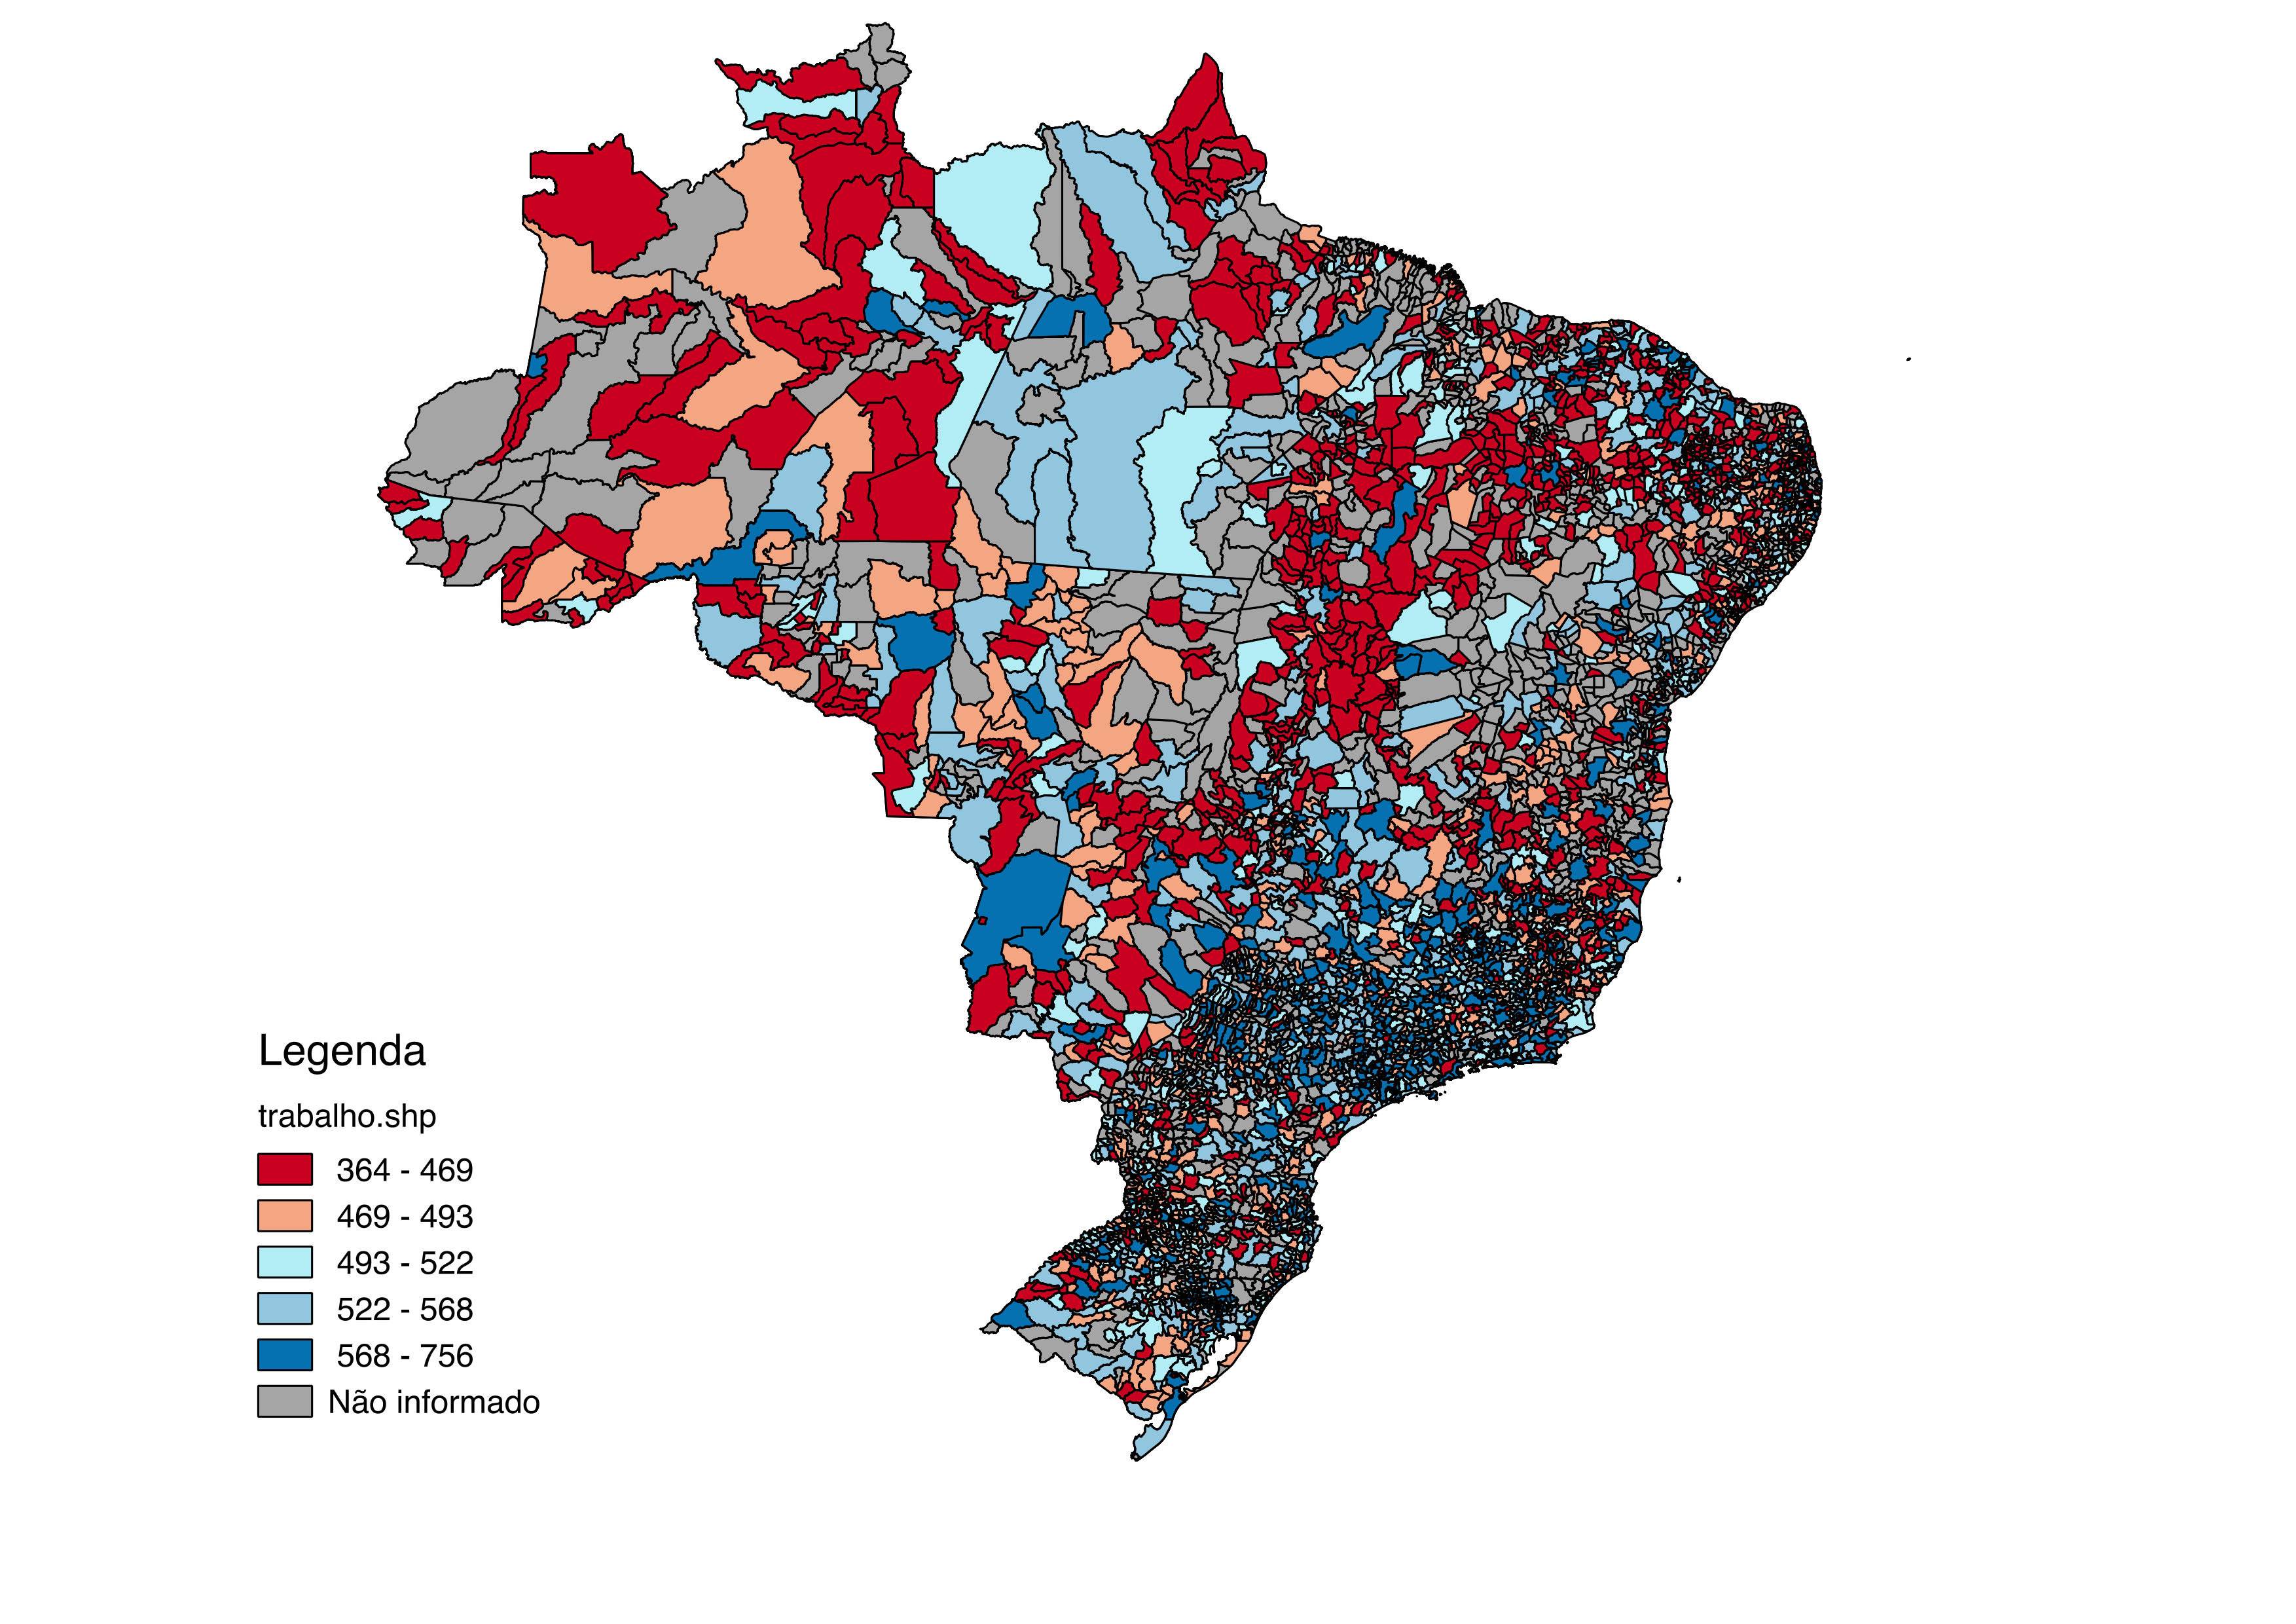 Legenda
trabalho.shp
364 - 469
469 - 493
493 - 522
522 - 568
568 - 756
Não informado